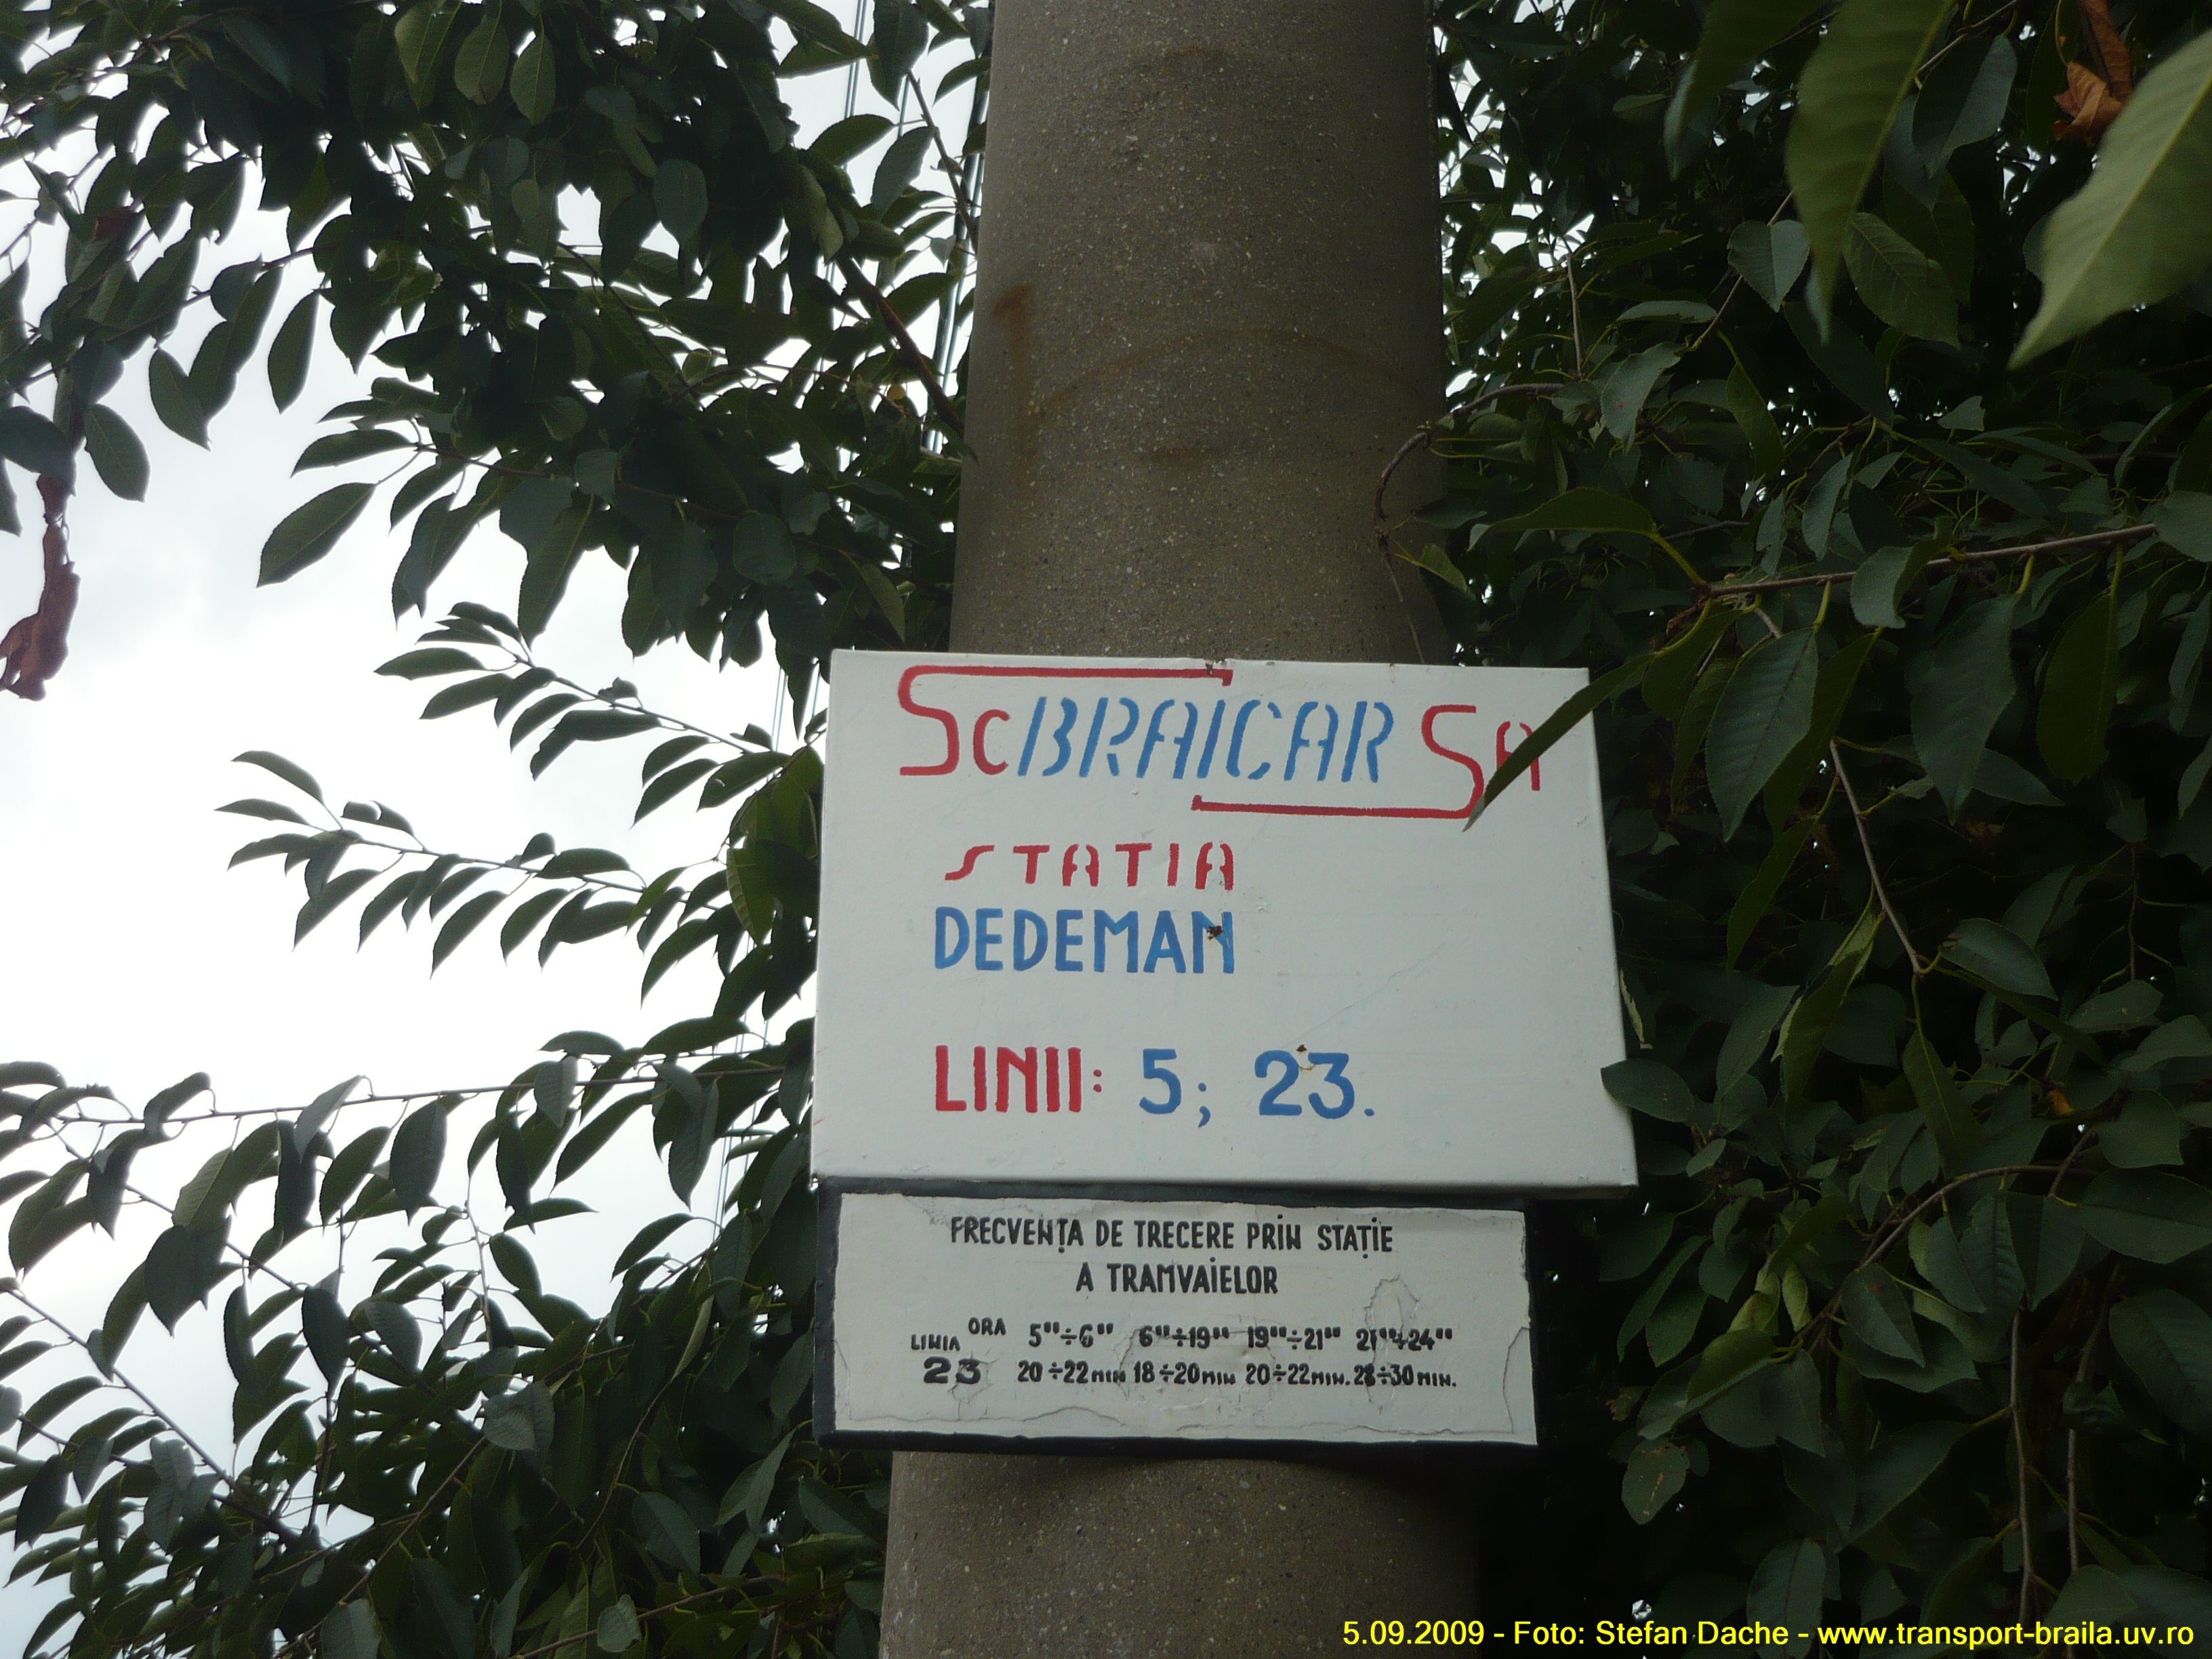 Sc BRAICAR SA
STATIA
DEDEMAN
LINII: 5; 23.
FRECVENȚA DE TRECERE PRIN STAȚIE
A TRAMVAIELOR
LINIA ORA 5⁰⁰÷6⁰⁰ 6⁰⁰÷19⁰⁰ 19⁰⁰÷21⁰⁰ 21⁰⁰÷24⁰⁰
23 20÷22 MIN 18÷20 MIN 20÷22 MIN. 28÷30 MIN.
5.09.2009 - Foto: Stefan Dache - www.transport-braila.uv.ro